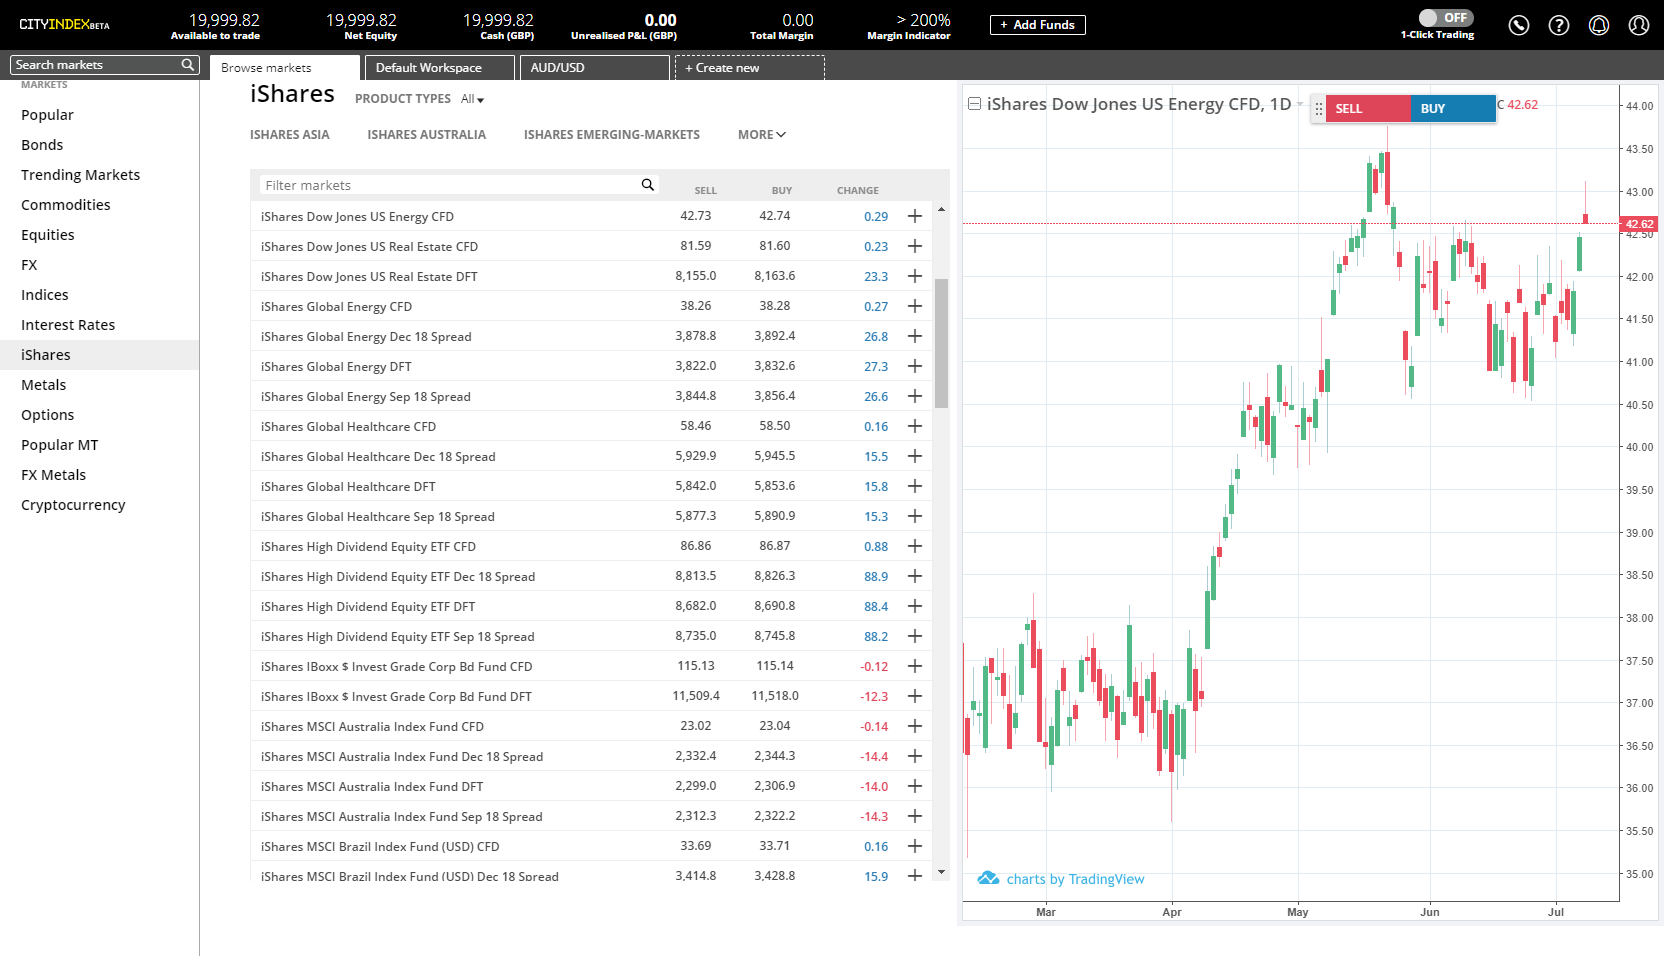 CITYINDEXBETA
19,999.82
Available to trade
19,999.82
Net Equity
19,999.82
Cash (GBP)
0.00
Unrealised P&L (GBP)
0.00
Total Margin
> 200%
Margin Indicator
+ Add Funds
OFF
1-Click Trading
Search markets
Browse markets
Default Workspace
AUD/USD
+ Create new
MARKETS
Popular
Bonds
Trending Markets
Commodities
Equities
FX
Indices
Interest Rates
iShares
Metals
Options
Popular MT
FX Metals
Cryptocurrency
iShares PRODUCT TYPES All
ISHARES ASIA ISHARES AUSTRALIA ISHARES EMERGING-MARKETS MORE
Filter markets SELL BUY CHANGE
iShares Dow Jones US Energy CFD 42.73 42.74 0.29 +
iShares Dow Jones US Real Estate CFD 81.59 81.60 0.23 +
iShares Dow Jones US Real Estate DFT 8,155.0 8,163.6 23.3 +
iShares Global Energy CFD 38.26 38.28 0.27 +
iShares Global Energy Dec 18 Spread 3,878.8 3,892.4 26.8 +
iShares Global Energy DFT 3,822.0 3,832.6 27.3 +
iShares Global Energy Sep 18 Spread 3,844.8 3,856.4 26.6 +
iShares Global Healthcare CFD 58.46 58.50 0.16 +
iShares Global Healthcare Dec 18 Spread 5,929.9 5,945.5 15.5 +
iShares Global Healthcare DFT 5,842.0 5,853.6 15.8 +
iShares Global Healthcare Sep 18 Spread 5,877.3 5,890.9 15.3 +
iShares High Dividend Equity ETF CFD 86.86 86.87 0.88 +
iShares High Dividend Equity ETF Dec 18 Spread 8,813.5 8,826.3 88.9 +
iShares High Dividend Equity ETF DFT 8,682.0 8,690.8 88.4 +
iShares High Dividend Equity ETF Sep 18 Spread 8,735.0 8,745.8 88.2 +
iShares IBoxx $ Invest Grade Corp Bd Fund CFD 115.13 115.14 -0.12 +
iShares IBoxx $ Invest Grade Corp Bd Fund DFT 11,509.4 11,518.0 -12.3 +
iShares MSCI Australia Index Fund CFD 23.02 23.04 -0.14 +
iShares MSCI Australia Index Fund Dec 18 Spread 2,332.4 2,344.3 -14.4 +
iShares MSCI Australia Index Fund DFT 2,299.0 2,306.9 -14.0 +
iShares MSCI Australia Index Fund Sep 18 Spread 2,312.3 2,322.2 -14.3 +
iShares MSCI Brazil Index Fund (USD) CFD 33.69 33.71 0.16 +
iShares MSCI Brazil Index Fund (USD) Dec 18 Spread 3,414.8 3,428.8 15.9 +
iShares Dow Jones US Energy CFD, 1D SELL BUY C 42.62
44.00
43.50
43.00
42.62
42.50
42.00
41.50
41.00
40.50
40.00
39.50
39.00
38.50
38.00
37.50
37.00
36.50
36.00
35.50
35.00
charts by TradingView
Mar Apr May Jun Jul